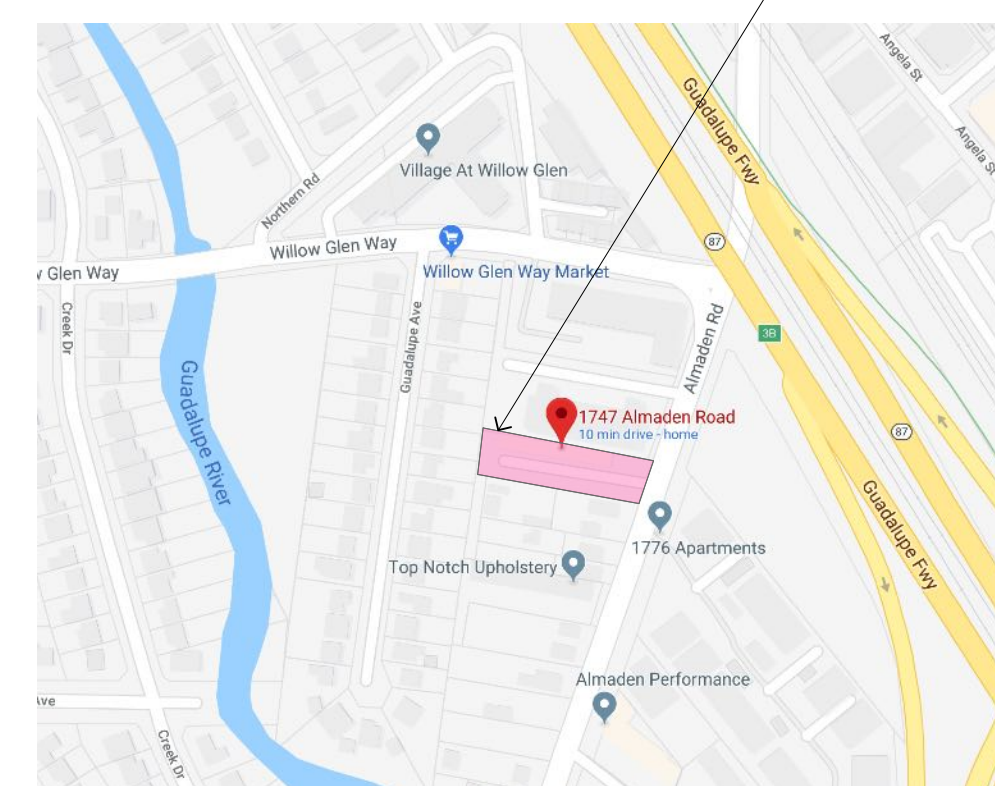 Angela St
Guadalupe Fwy
Angela St
Village At Willow Glen
Northern Rd
Willow Glen Way
87
w Glen Way
Willow Glen Way Market
Creek Dr
Guadalupe Ave
Almaden Rd
3B
Guadalupe River
1747 Almaden Road
10 min drive - home
87
Guadalupe Fwy
1776 Apartments
Top Notch Upholstery
Almaden Performance
Ave
Creek Dr